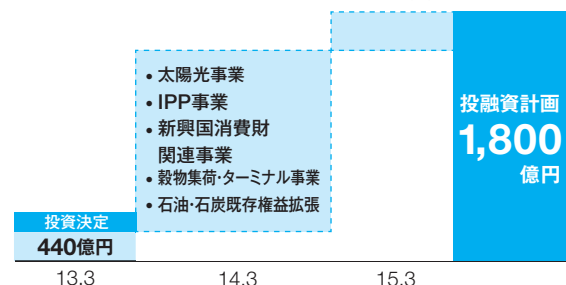 • 太陽光事業
• IPP事業
• 新興国消費財
関連事業
• 穀物集荷・ターミナル事業
• 石油・石炭既存権益拡張
投融資計画
1,800
億円
投資決定
440億円
13.3
14.3
15.3